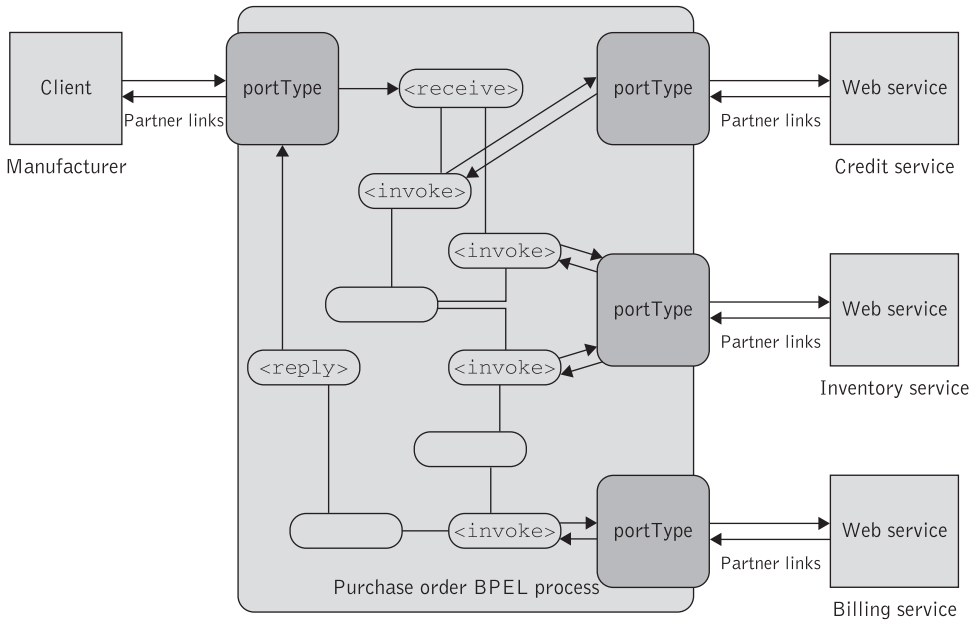 Client
portType
<receive>
portType
Web service
Partner links
Partner links
Manufacturer
Credit service
<invoke>
<invoke>
portType
Web service
Partner links
<reply>
<invoke>
Inventory service
<invoke>
portType
Web service
Partner links
Purchase order BPEL process
Billing service